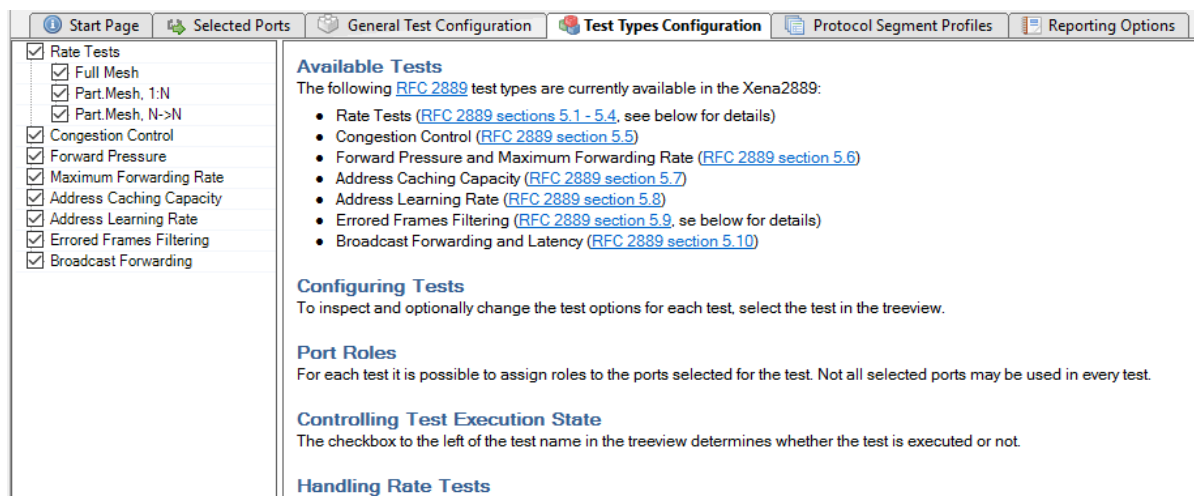 Start Page
Selected Ports
General Test Configuration
Test Types Configuration
Protocol Segment Profiles
Reporting Options
Rate Tests
Full Mesh
Part.Mesh, 1:N
Part.Mesh, N->N
Congestion Control
Forward Pressure
Maximum Forwarding Rate
Address Caching Capacity
Address Learning Rate
Errored Frames Filtering
Broadcast Forwarding
Available Tests
The following RFC 2889 test types are currently available in the Xena2889:
• Rate Tests (RFC 2889 sections 5.1 - 5.4, see below for details)
• Congestion Control (RFC 2889 section 5.5)
• Forward Pressure and Maximum Forwarding Rate (RFC 2889 section 5.6)
• Address Caching Capacity (RFC 2889 section 5.7)
• Address Learning Rate (RFC 2889 section 5.8)
• Errored Frames Filtering (RFC 2889 section 5.9, se below for details)
• Broadcast Forwarding and Latency (RFC 2889 section 5.10)
Configuring Tests
To inspect and optionally change the test options for each test, select the test in the treeview.
Port Roles
For each test it is possible to assign roles to the ports selected for the test. Not all selected ports may be used in every test.
Controlling Test Execution State
The checkbox to the left of the test name in the treeview determines whether the test is executed or not.
Handling Rate Tests